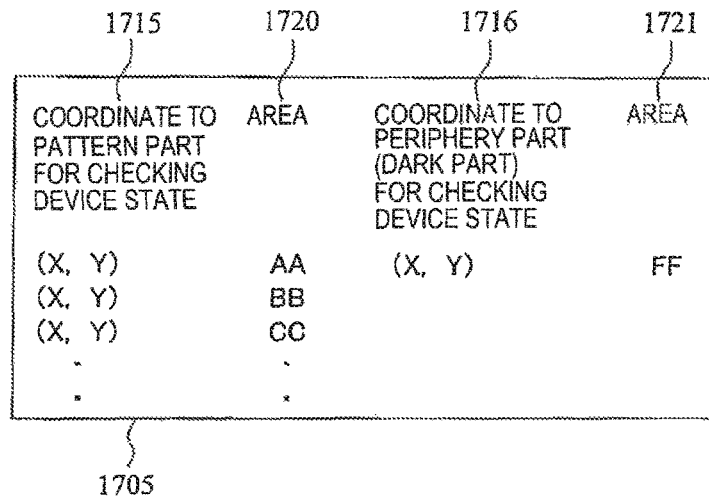 1715 1720 1716 1721
COORDINATE TO AREA COORDINATE TO AREA
PATTERN PART PERIPHERY PART
FOR CHECKING (DARK PART)
DEVICE STATE FOR CHECKING
DEVICE STATE
(X, Y) AA (X, Y) FF
(X, Y) BB
(X, Y) CC
1705